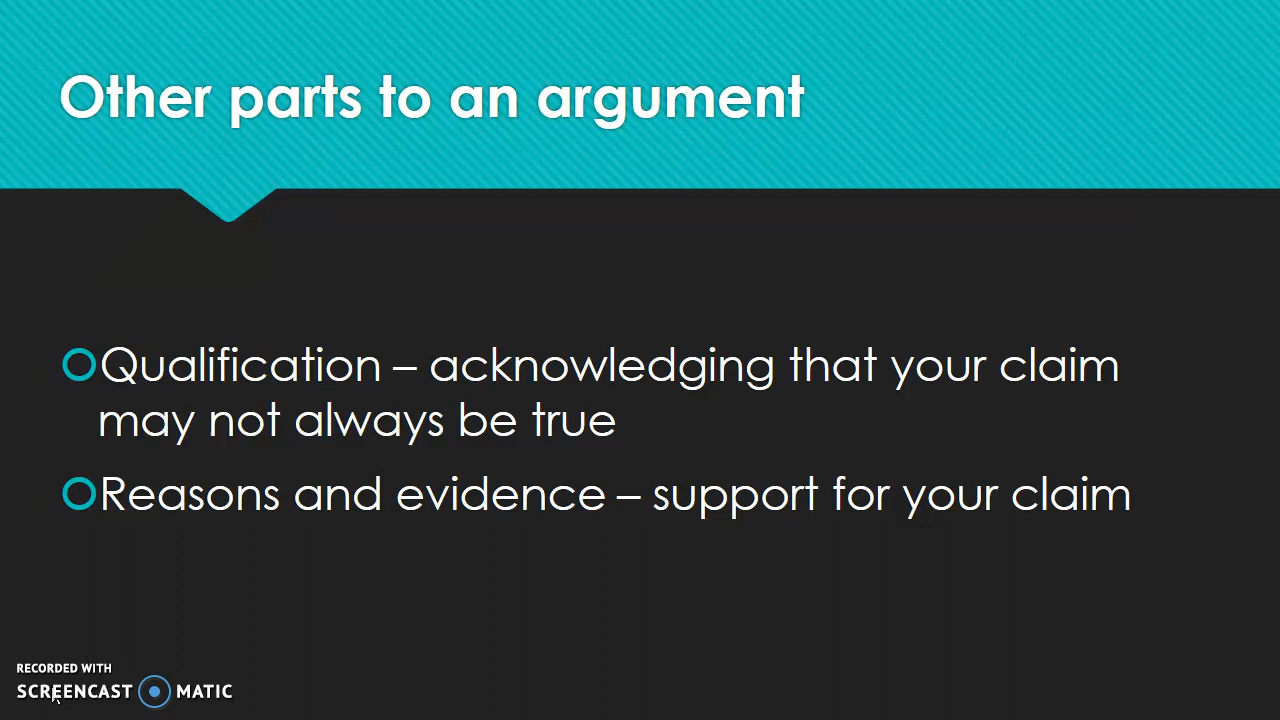 Other parts to an argument
Qualification – acknowledging that your claim
may not always be true
Reasons and evidence – support for your claim
RECORDED WITH
SCREENCAST MATIC